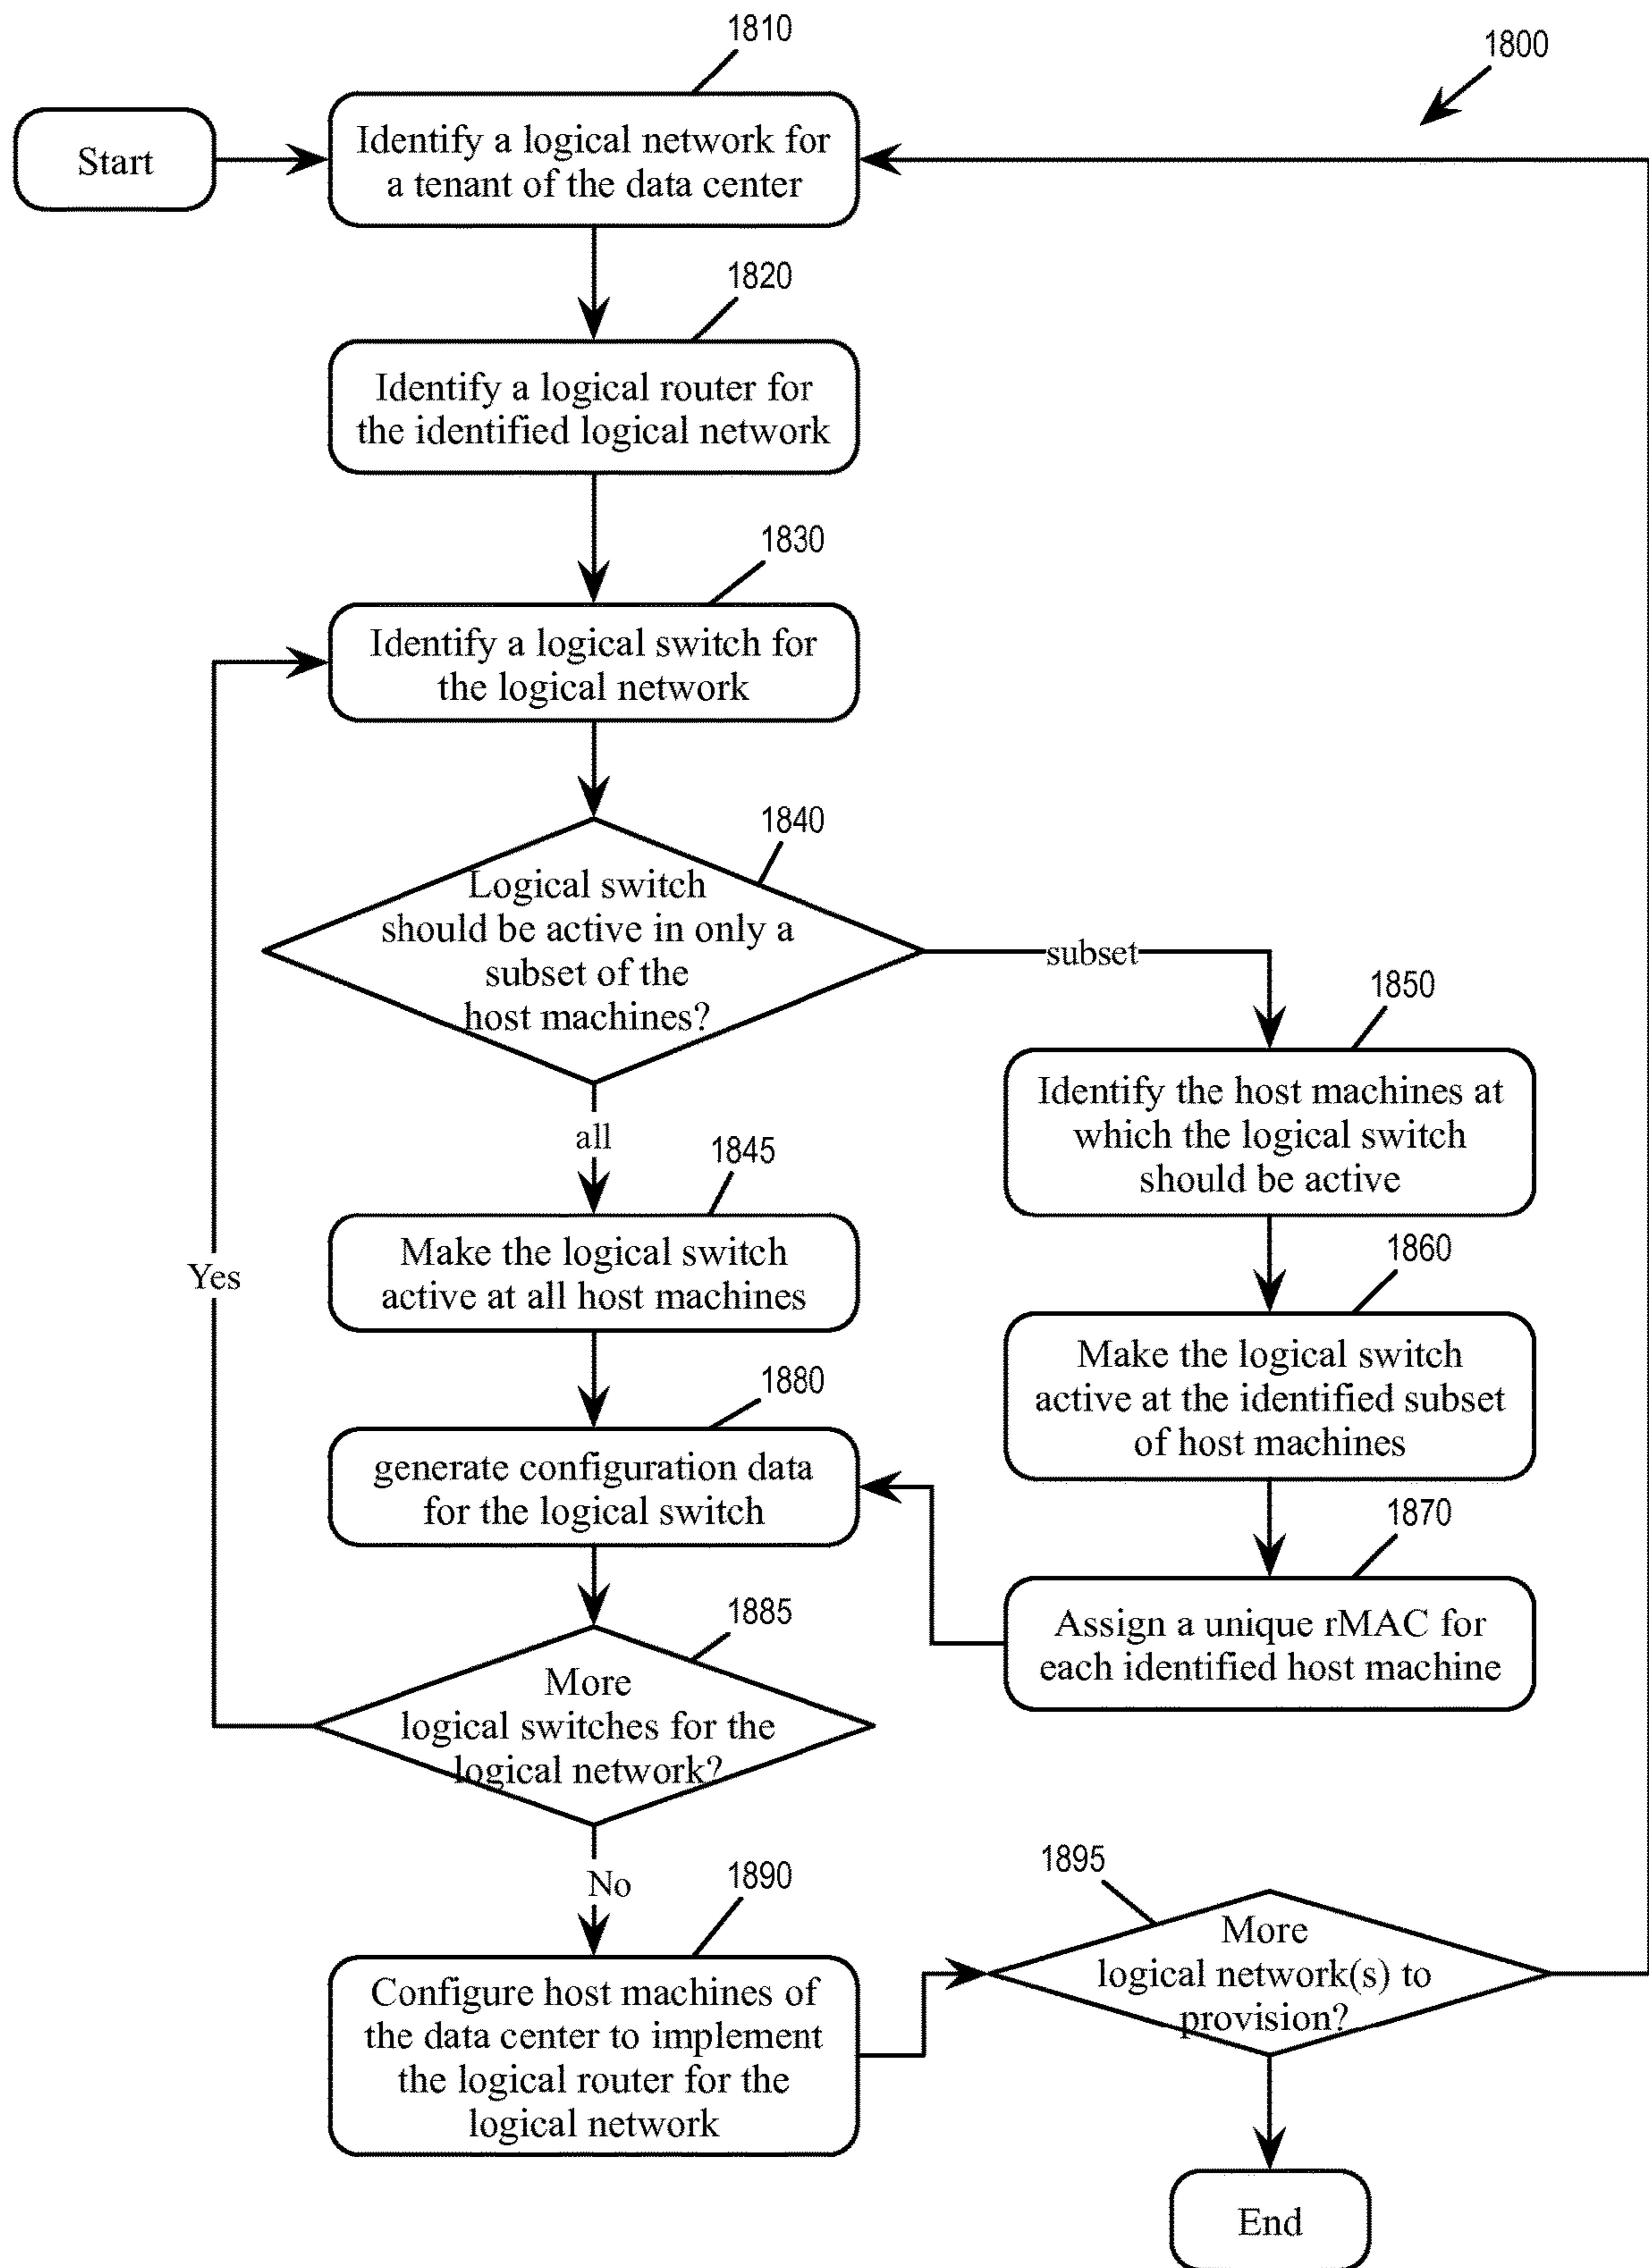 1810
1800
Start
Identify a logical network for
a tenant of the data center
1820
Identify a logical router for
the identified logical network
1830
Identify a logical switch for
the logical network
1840
Logical switch
should be active in only a
subset of the
host machines?
subset
1850
Identify the host machines at
which the logical switch
should be active
all
1845
Make the logical switch
active at all host machines
Yes
1860
Make the logical switch
active at the identified subset
of host machines
1880
generate configuration data
for the logical switch
1870
Assign a unique rMAC for
each identified host machine
1885
More
logical switches for the
logical network?
No
1890
Configure host machines of
the data center to implement
the logical router for the
logical network
1895
More
logical network(s) to
provision?
End